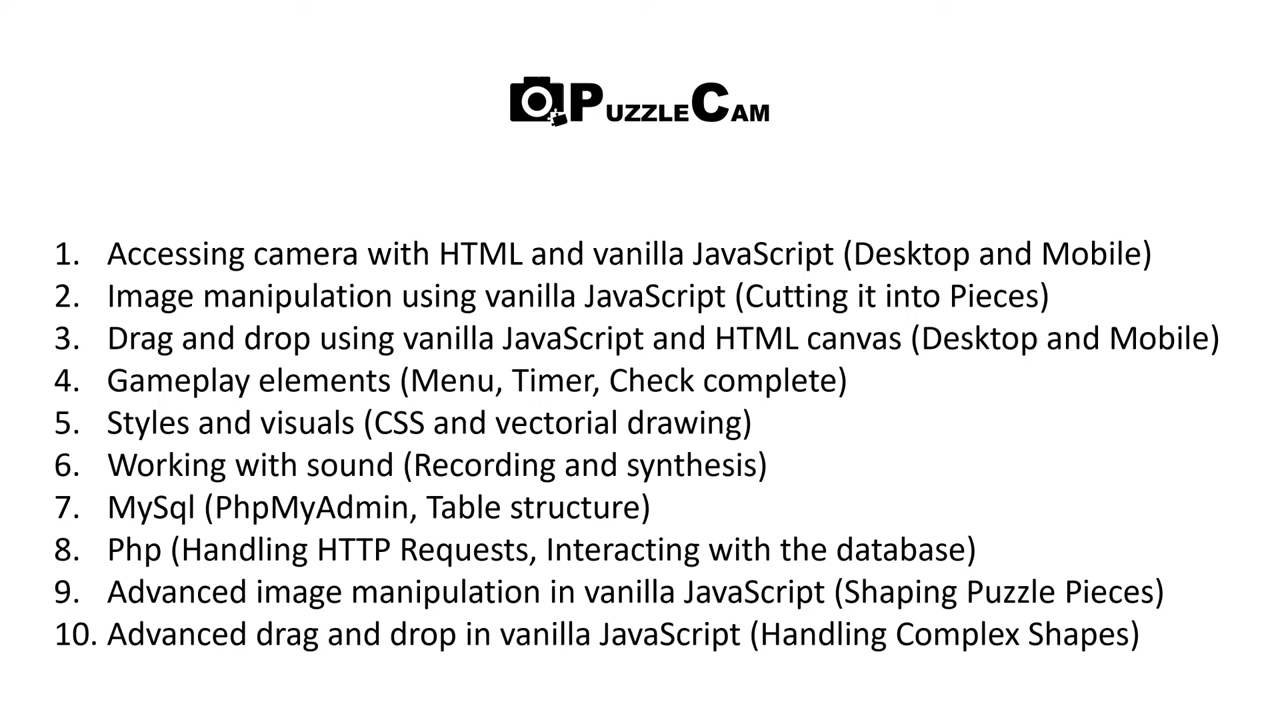 PUZZLECAM
1. Accessing camera with HTML and vanilla JavaScript (Desktop and Mobile)
2. Image manipulation using vanilla JavaScript (Cutting it into Pieces)
3. Drag and drop using vanilla JavaScript and HTML canvas (Desktop and Mobile)
4. Gameplay elements (Menu, Timer, Check complete)
5. Styles and visuals (CSS and vectorial drawing)
6. Working with sound (Recording and synthesis)
7. MySql (PhpMyAdmin, Table structure)
8. Php (Handling HTTP Requests, Interacting with the database)
9. Advanced image manipulation in vanilla JavaScript (Shaping Puzzle Pieces)
10. Advanced drag and drop in vanilla JavaScript (Handling Complex Shapes)